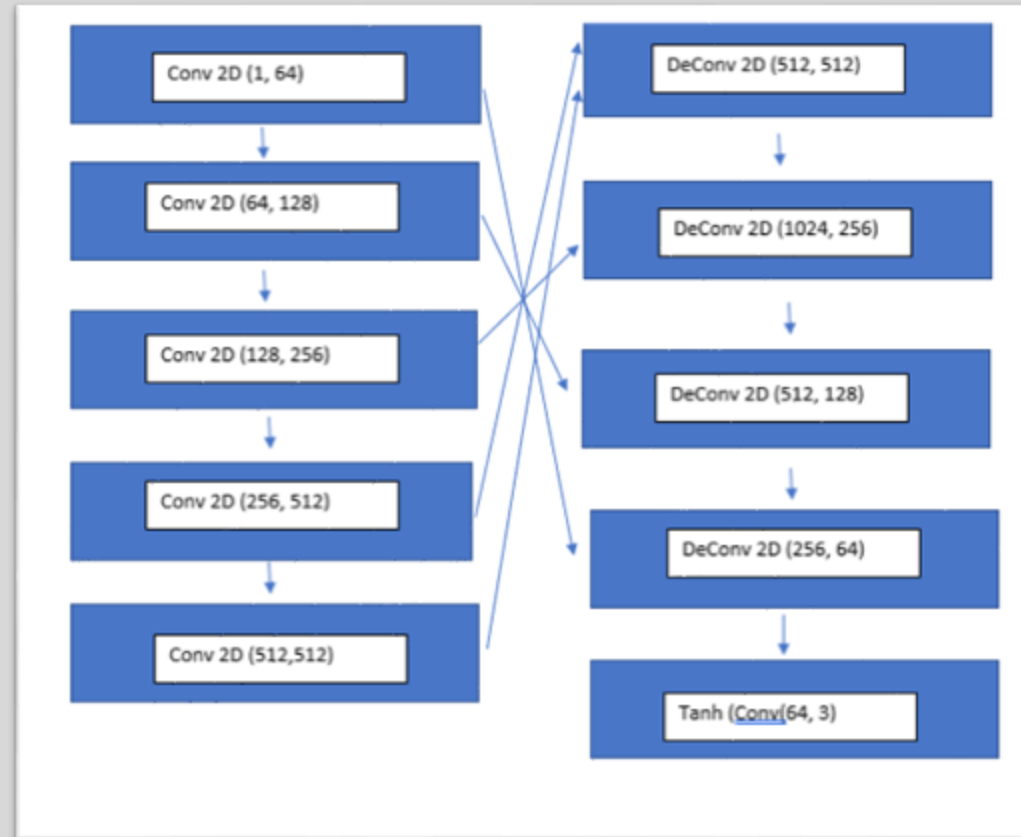 Conv 2D (1, 64)
Conv 2D (64, 128)
Conv 2D (128, 256)
Conv 2D (256, 512)
Conv 2D (512,512)
DeConv 2D (512, 512)
DeConv 2D (1024, 256)
DeConv 2D (512, 128)
DeConv 2D (256, 64)
Tanh (Conv(64, 3)